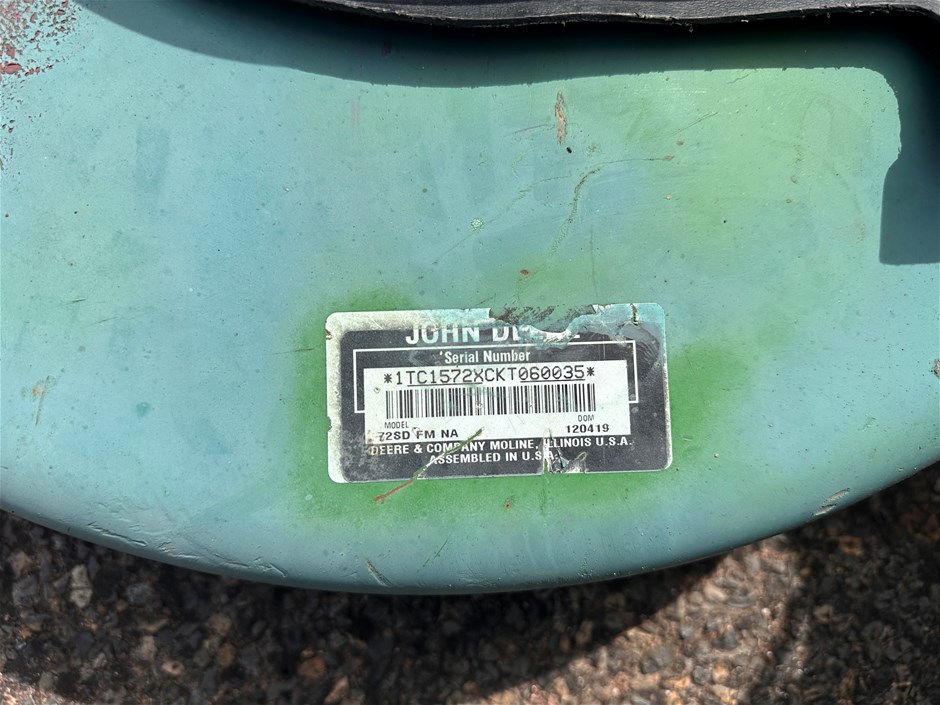 JOHN
Serial Number
*1TC1572XCKT060035*
MODEL DOM
72SD FM NA 120419
DEERE & COMPANY MOLINE, ILLINOIS U.S.A.
ASSEMBLED IN U.S.A.